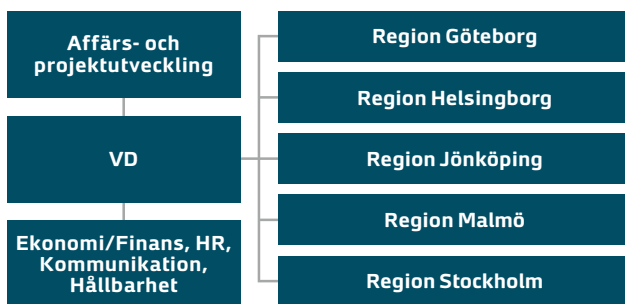 Affärs- och
projektutveckling
VD
Ekonomi/Finans, HR,
Kommunikation,
Hållbarhet
Region Göteborg
Region Helsingborg
Region Jönköping
Region Malmö
Region Stockholm